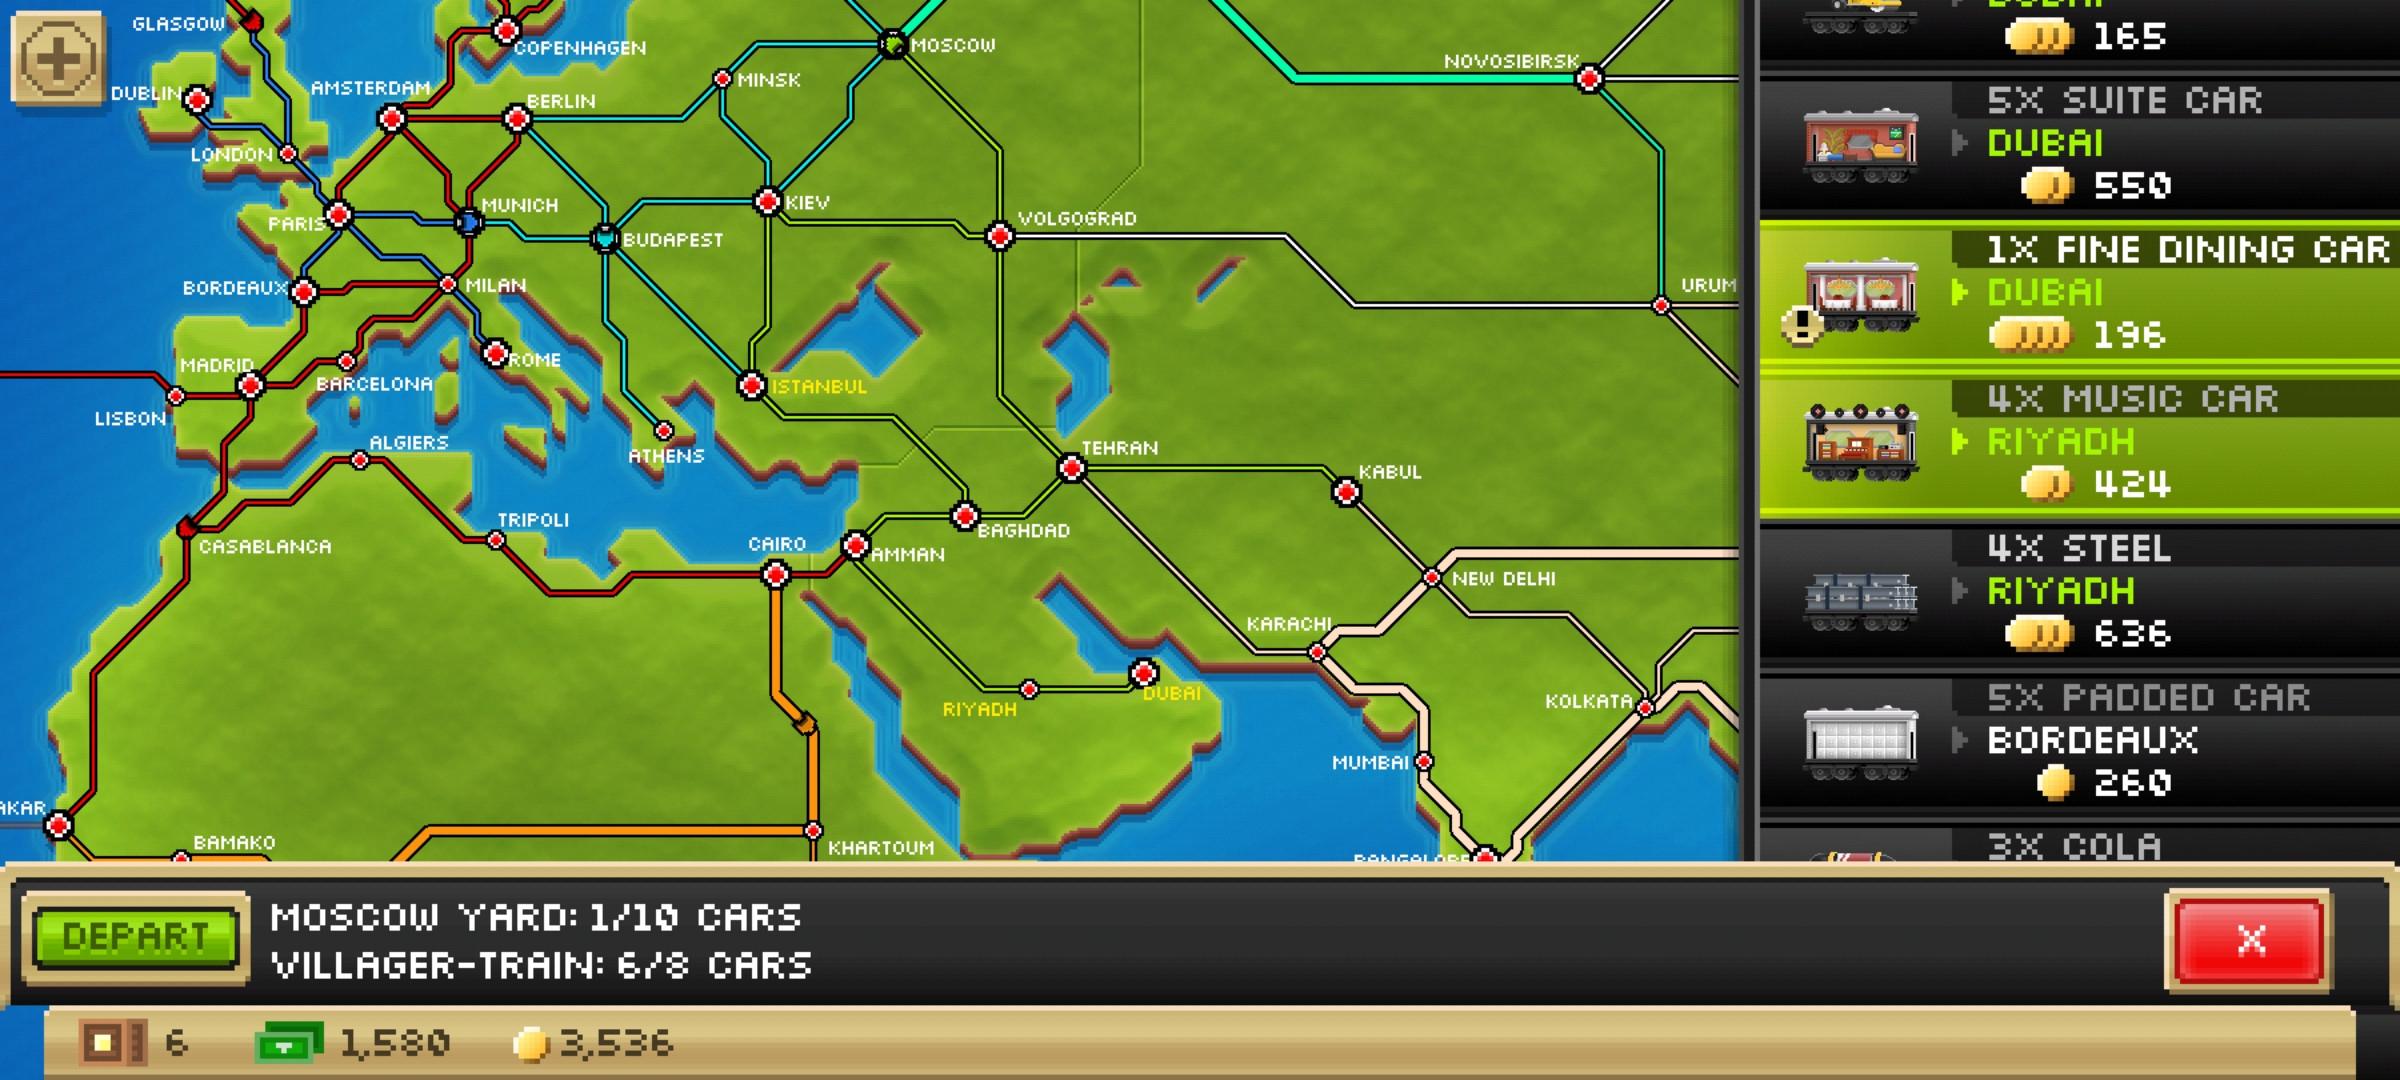 GLASGOW
COPENHAGEN
MOSCOW
NOVOSIBIRSK
MINSK
DUBLIN
AMSTERDAM
BERLIN
LONDON
PARIS
MUNICH
KIEV
VOLGOGRAD
BUDAPEST
BORDEAUX
MILAN
URUM
MADRID
ROME
BARCELONA
ISTANBUL
LISBON
ALGIERS
ATHENS
TEHRAN
KABUL
TRIPOLI
CASABLANCA
CAIRO
AMMAN
BAGHDAD
NEW DELHI
KARACHI
RIYADH
DUBAI
KOLKATA
MUMBAI
AKAR
BAMAKO
KHARTOUM
BANGALORE
DUBAI
165
5X SUITE CAR
DUBAI
550
1X FINE DINING CAR
DUBAI
196
4X MUSIC CAR
RIYADH
424
4X STEEL
RIYADH
636
5X PADDED CAR
BORDEAUX
260
3X COLA
DEPART
MOSCOW YARD: 1/10 CARS
VILLAGER-TRAIN: 6/8 CARS
X
6
1,580
3,536